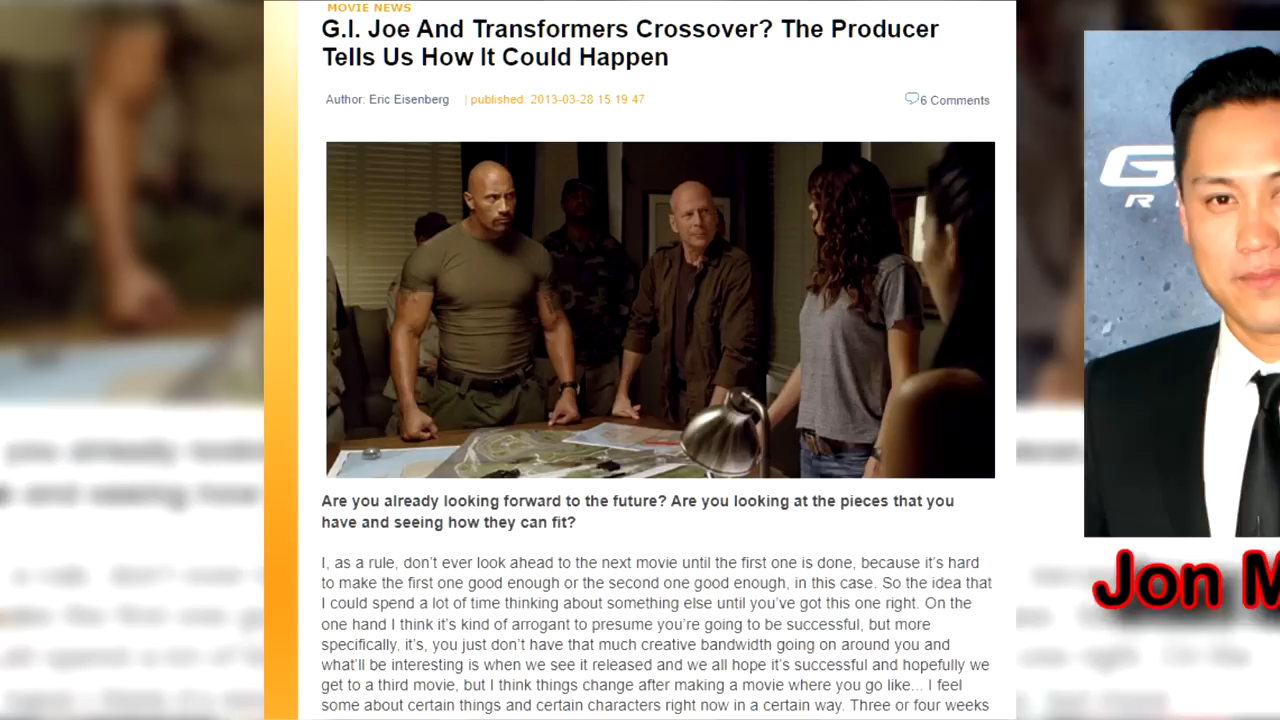 MOVIE NEWS
G.I. Joe And Transformers Crossover? The Producer
Tells Us How It Could Happen
Author: Eric Eisenberg | published: 2013-03-28 15:19:47
6 Comments
Are you already looking forward to the future? Are you looking at the pieces that you
have and seeing how they can fit?
I, as a rule, don't ever look ahead to the next movie until the first one is done, because it's hard
to make the first one good enough or the second one good enough, in this case. So the idea that
I could spend a lot of time thinking about something else until you've got this one right. On the
one hand I think it's kind of arrogant to presume you're going to be successful, but more
specifically, it's, you just don't have that much creative bandwidth going on around you and
what'll be interesting is when we see it released and we all hope it's successful and hopefully we
get to a third movie, but I think things change after making a movie where you go like... I feel
some about certain things and certain characters right now in a certain way. Three or four weeks
G
R
Jon M